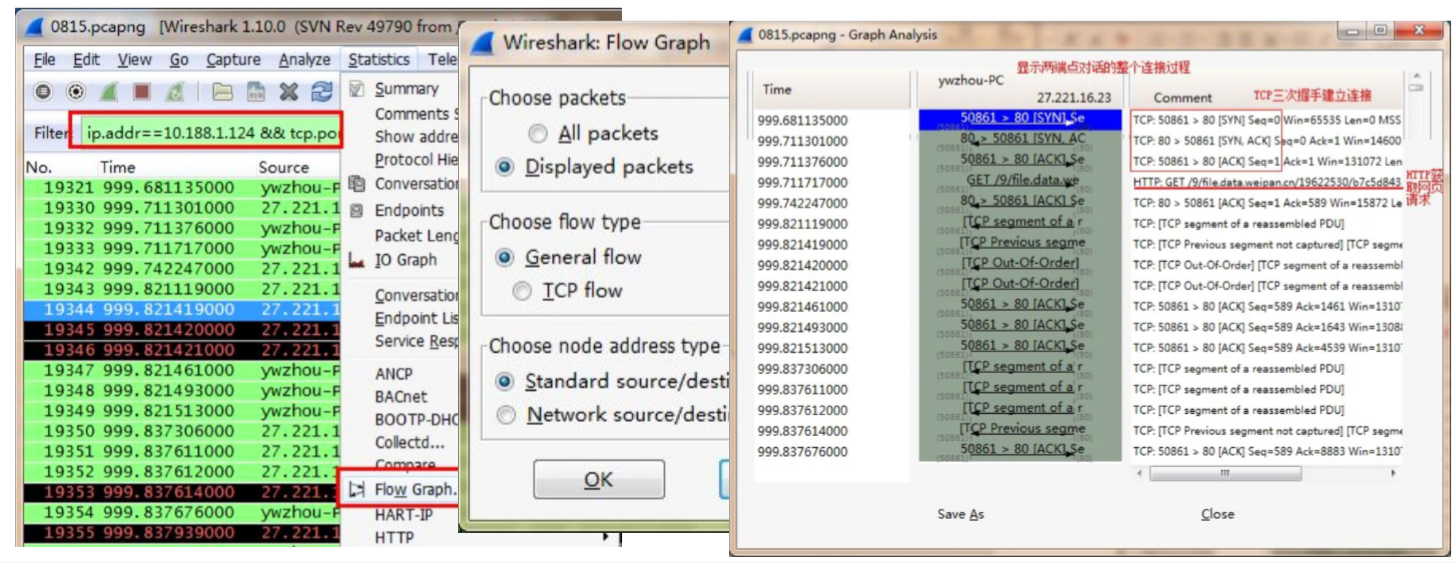 0815.pcapng [Wireshark 1.10.0 (SVN Rev 49790 from
File Edit View Go Capture Analyze Statistics Tele
Filter: ip.addr==10.188.1.124 && tcp.por
No. Time Source
19321 999.681135000 ywzhou-P
19330 999.711301000 27.221.1
19332 999.711376000 ywzhou-P
19333 999.711717000 ywzhou-P
19342 999.742247000 27.221.1
19343 999.821119000 27.221.1
19344 999.821419000 27.221.1
19345 999.821420000 27.221.1
19346 999.821421000 27.221.1
19347 999.821461000 ywzhou-P
19348 999.821493000 ywzhou-P
19349 999.821513000 ywzhou-P
19350 999.837306000 27.221.1
19351 999.837611000 27.221.1
19352 999.837612000 27.221.1
19353 999.837614000 27.221.1
19354 999.837676000 ywzhou-P
19355 999.837939000 27.221.1
Summary
Comments S
Show addre
Protocol Hie
Conversation
Endpoints
Packet Leng
IO Graph
Conversation
Endpoint Lis
Service Resp
ANCP
BACnet
BOOTP-DHC
Collectd...
Compare
Flow Graph.
HART-IP
HTTP
Wireshark: Flow Graph
Choose packets
All packets
Displayed packets
Choose flow type
General flow
TCP flow
Choose node address type
Standard source/desti
Network source/desti
OK
0815.pcapng - Graph Analysis
显示两端点对话的整个连接过程
Time ywzhou-PC 27.221.16.23 Comment TCP三次握手建立连接
999.681135000 50861 > 80 [SYN] Se TCP: 50861 > 80 [SYN] Seq=0 Win=65535 Len=0 MSS
999.711301000 80 > 50861 [SYN, AC TCP: 80 > 50861 [SYN, ACK] Seq=0 Ack=1 Win=14600
999.711376000 50861 > 80 [ACK] Se TCP: 50861 > 80 [ACK] Seq=1 Ack=1 Win=131072 Len
999.711717000 GET /9/file.data.we HTTP: GET /9/file.data.weipan.cn/19622530/b7c5d843
HTTP获取网页请求
999.742247000 80 > 50861 [ACK] Se TCP: 80 > 50861 [ACK] Seq=1 Ack=589 Win=15872 Le
999.821119000 [TCP segment of a r TCP: [TCP segment of a reassembled PDU]
999.821419000 [TCP Previous segme TCP: [TCP Previous segment not captured] [TCP segme
999.821420000 [TCP Out-Of-Order] TCP: [TCP Out-Of-Order] [TCP segment of a reassembl
999.821421000 [TCP Out-Of-Order] TCP: [TCP Out-Of-Order] [TCP segment of a reassembl
999.821461000 50861 > 80 [ACK] Se TCP: 50861 > 80 [ACK] Seq=589 Ack=1461 Win=1310
999.821493000 50861 > 80 [ACK] Se TCP: 50861 > 80 [ACK] Seq=589 Ack=1643 Win=1308
999.821513000 50861 > 80 [ACK] Se TCP: 50861 > 80 [ACK] Seq=589 Ack=4539 Win=1310
999.837306000 [TCP segment of a r TCP: [TCP segment of a reassembled PDU]
999.837611000 [TCP segment of a r TCP: [TCP segment of a reassembled PDU]
999.837612000 [TCP segment of a r TCP: [TCP segment of a reassembled PDU]
999.837614000 [TCP Previous segme TCP: [TCP Previous segment not captured] [TCP segme
999.837676000 50861 > 80 [ACK] Se TCP: 50861 > 80 [ACK] Seq=589 Ack=8883 Win=1310
Save As Close